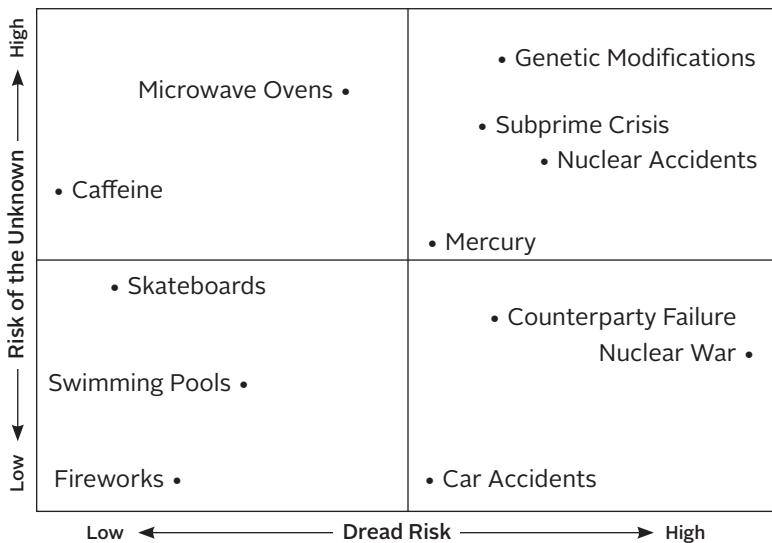 High
Risk of the Unknown
Low
Genetic Modifications
Microwave Ovens
Subprime Crisis
Nuclear Accidents
Caffeine
Mercury
Skateboards
Counterparty Failure
Nuclear War
Swimming Pools
Fireworks
Car Accidents
Low
Dread Risk
High